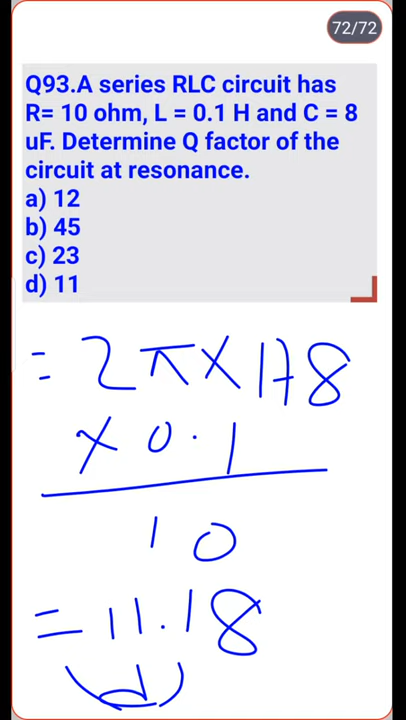 72/72
Q93.A series RLC circuit has
R= 10 ohm, L = 0.1 H and C = 8
uF. Determine Q factor of the
circuit at resonance.
a) 12
b) 45
c) 23
d) 11
= 2π×178
× 0.1
10
= 11.18
d)